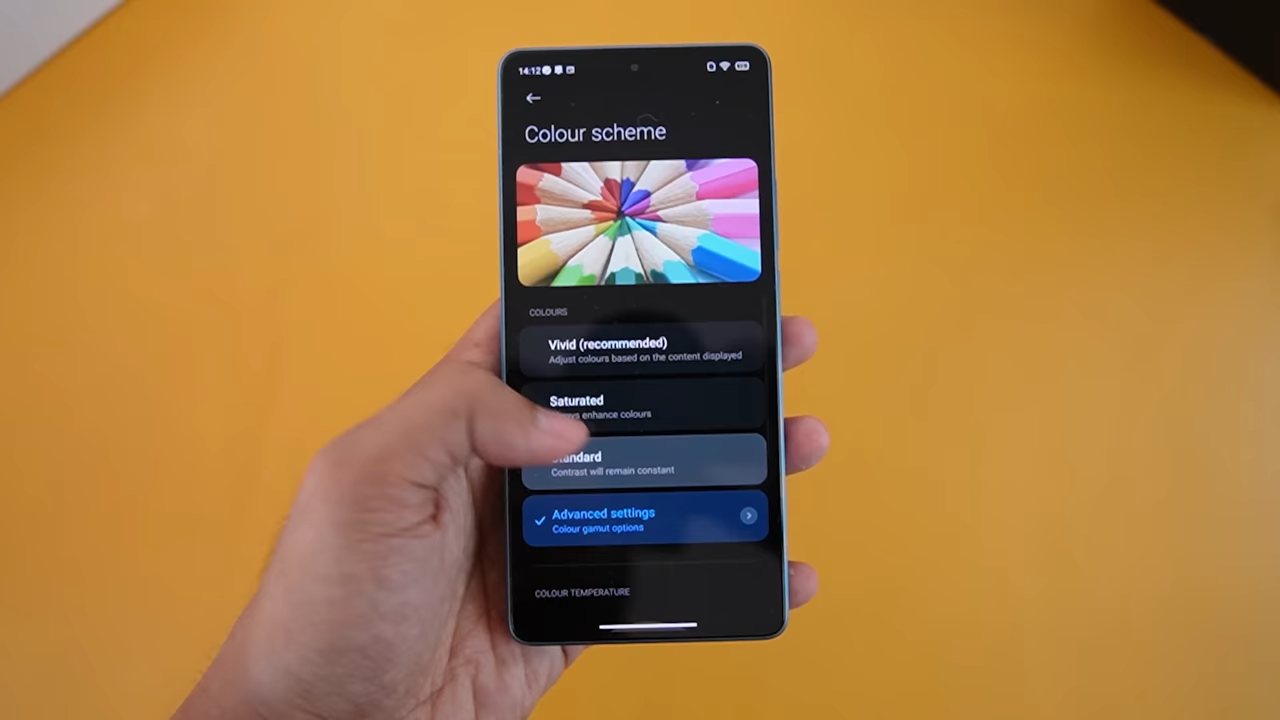 14:12
Colour scheme
COLOURS
Vivid (recommended)
Adjust colours based on the content displayed
Saturated
enhance colours
Contrast will remain constant
Advanced settings
Colour gamut options
COLOUR TEMPERATURE